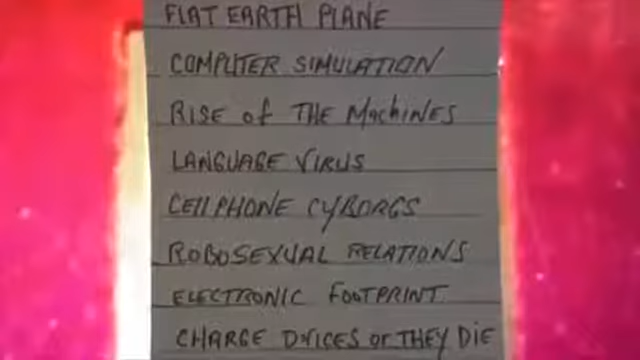 FLAT EARTH PLANE
COMPUTER SIMULATION
RISE of THE MachiNES
LANGUAGE VIRUS
CEllPHONE CYBORGS
ROBOSEXUAL RELATIONS
ELECTRONIC FOOTPRINT
CHARGE DVICES OR THEY DIE